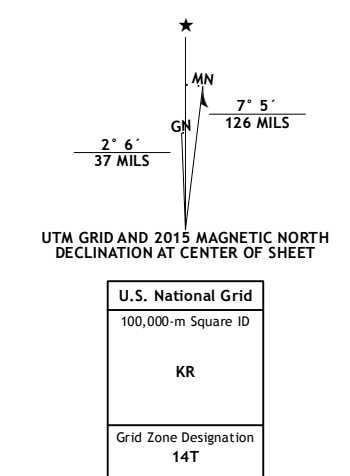 MN
7° 5´
126 MILS
GN
2° 6´
37 MILS
UTM GRID AND 2015 MAGNETIC NORTH
DECLINATION AT CENTER OF SHEET
U.S. National Grid
100,000-m Square ID
KR
Grid Zone Designation
14T